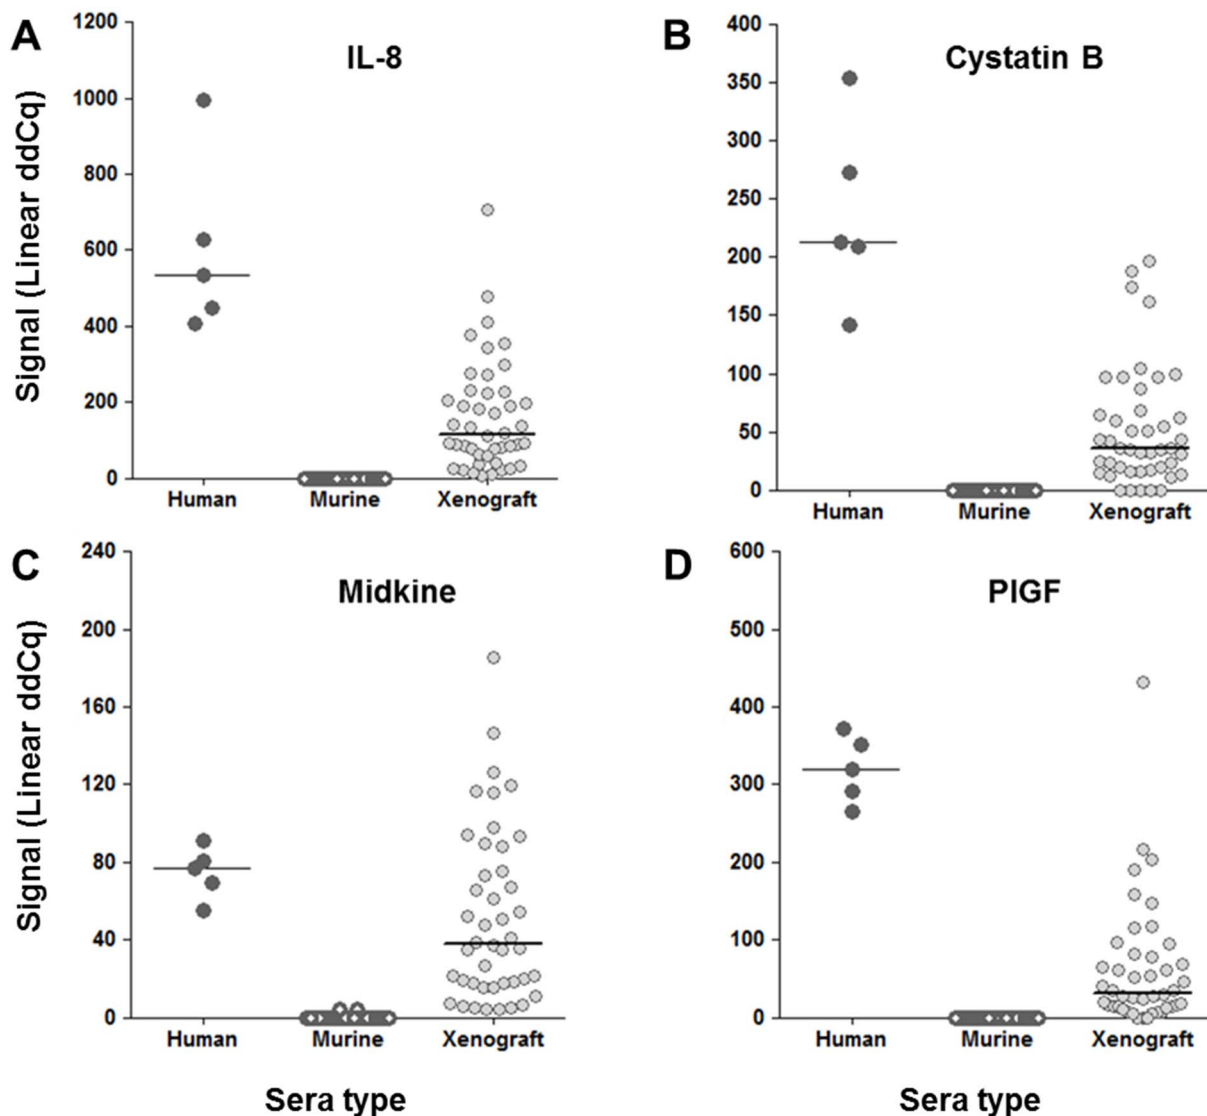 A
IL-8
Signal (Linear ddCq)
1200
1000
800
600
400
200
0
Human Murine Xenograft
B
Cystatin B
400
350
300
250
200
150
100
50
0
Human Murine Xenograft
C
Midkine
Signal (Linear ddCq)
240
200
160
120
80
40
0
Human Murine Xenograft
Sera type
D
PIGF
600
500
400
300
200
100
0
Human Murine Xenograft
Sera type